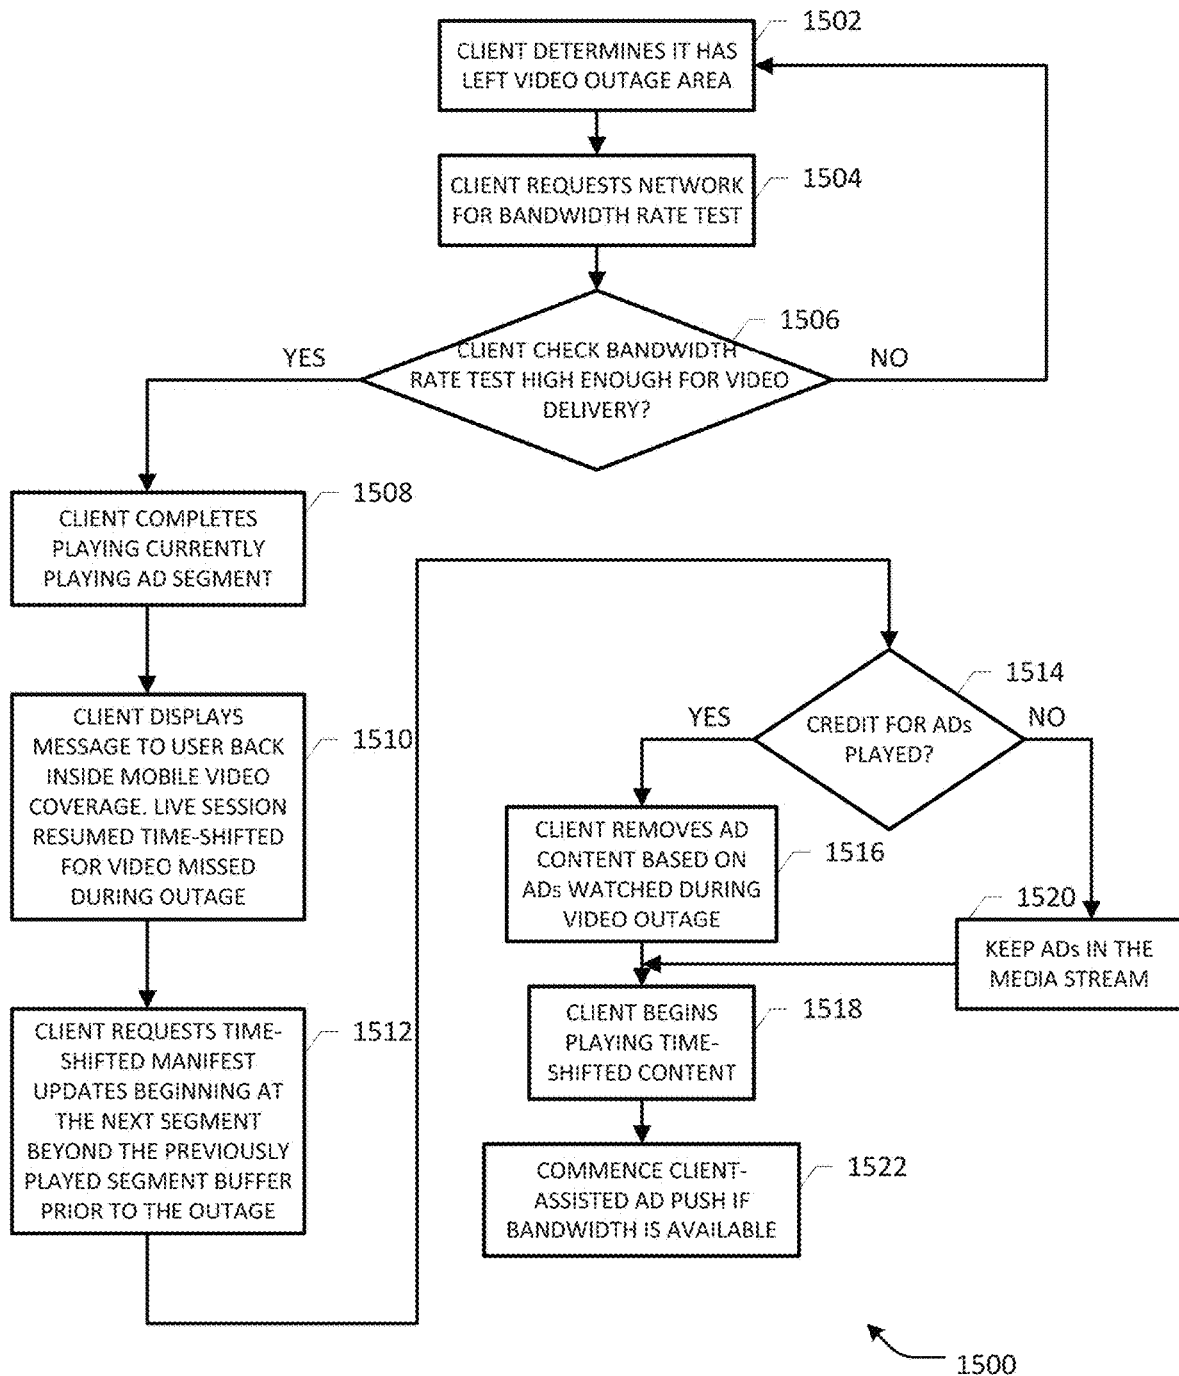 1502
CLIENT DETERMINES IT HAS
LEFT VIDEO OUTAGE AREA
1504
CLIENT REQUESTS NETWORK
FOR BANDWIDTH RATE TEST
1506
YES
CLIENT CHECK BANDWIDTH
RATE TEST HIGH ENOUGH FOR VIDEO
DELIVERY?
NO
1508
CLIENT COMPLETES
PLAYING CURRENTLY
PLAYING AD SEGMENT
1510
CLIENT DISPLAYS
MESSAGE TO USER BACK
INSIDE MOBILE VIDEO
COVERAGE. LIVE SESSION
RESUMED TIME-SHIFTED
FOR VIDEO MISSED
DURING OUTAGE
1512
CLIENT REQUESTS TIME-
SHIFTED MANIFEST
UPDATES BEGINNING AT
THE NEXT SEGMENT
BEYOND THE PREVIOUSLY
PLAYED SEGMENT BUFFER
PRIOR TO THE OUTAGE
1514
YES
CREDIT FOR ADs
PLAYED?
NO
1516
CLIENT REMOVES AD
CONTENT BASED ON
ADs WATCHED DURING
VIDEO OUTAGE
1520
KEEP ADs IN THE
MEDIA STREAM
1518
CLIENT BEGINS
PLAYING TIME-
SHIFTED CONTENT
1522
COMMENCE CLIENT-
ASSISTED AD PUSH IF
BANDWIDTH IS AVAILABLE
1500